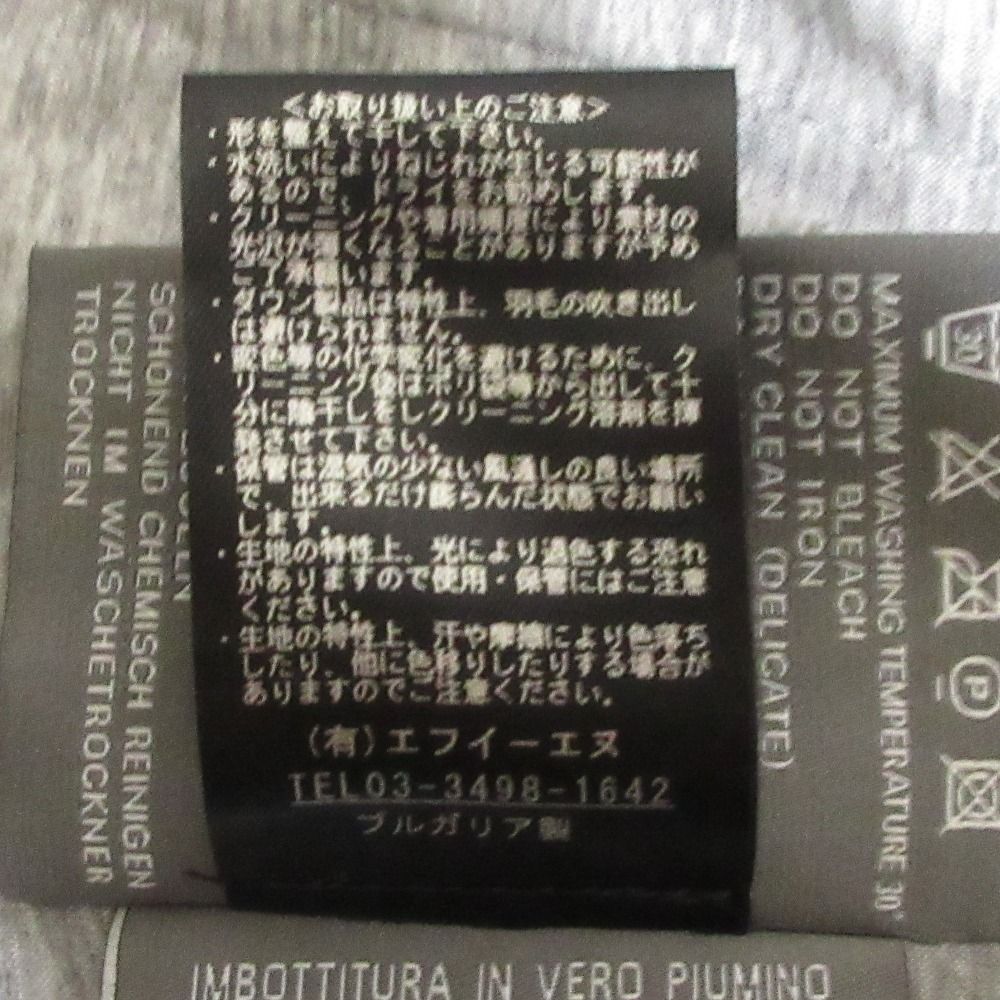 <お取り扱い上のご注意>
・形を整えて干して下さい。
・水洗いによりねじれが生じる可能性が
あるので、ドライをお勧めします。
・クリーニングや着用頻度により素材の
光沢が薄くなることがありますが予め
ご了承願います。
・ダウン製品は特性上、羽毛の吹き出し
は避けられません。
・配色等の化学変化を避けるために、ク
リーニング後はポリ袋等から出して十
分に陰干しをしクリーニング溶剤を揮
発させて下さい。
・保管は湿気の少ない風通しの良い場所
で、出来るだけ膨らんだ状態でお願い
します。
・生地の特性上、光により退色する恐れ
がありますので使用・保管にはご注意
ください。
・生地の特性上、汗や摩擦により色落ち
したり、他に色移りしたりする場合が
ありますのでご注意ください。
(有)エフイーエヌ
TEL03-3498-1642
ブルガリア製
MAXIMUM WASHING TEMPERATURE 30°
DO NOT BLEACH
DO NOT IRON
DRY CLEAN (DELIGATE)
SCHONEND CHEMISCH REINIGEN
NICHT IM WASCHETROCKNER
TROCKNEN
30
P
IMBOTTITURA IN VERO PIUMINO